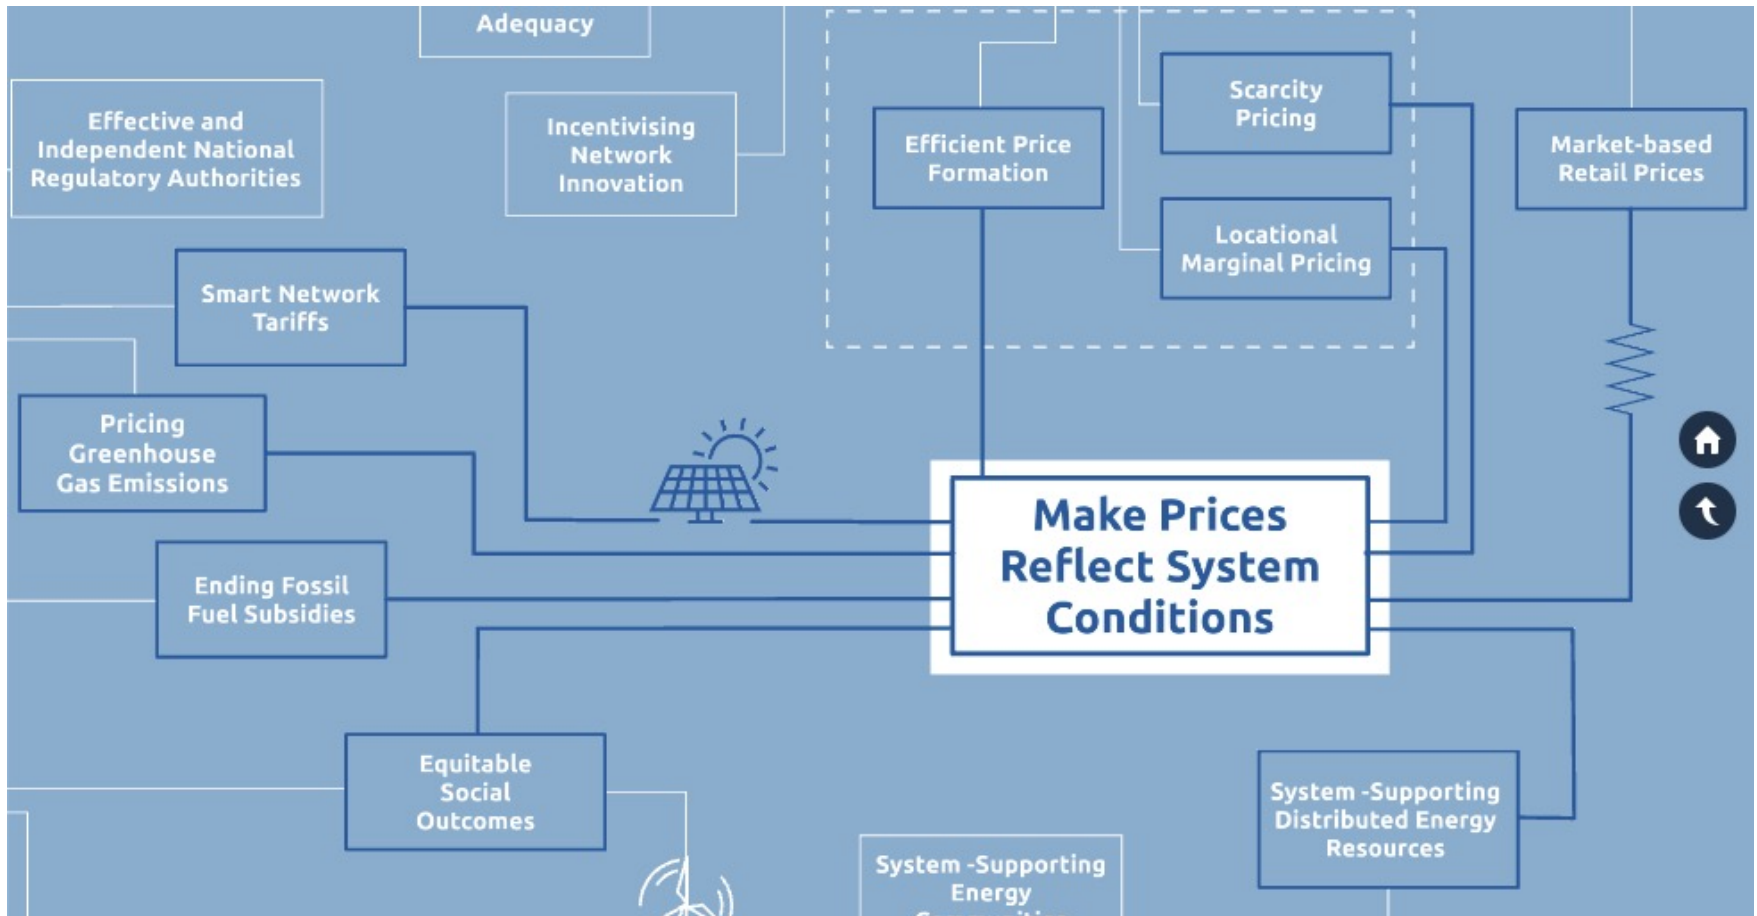 Adequacy
Effective and
Independent National
Regulatory Authorities
Incentivising
Network
Innovation
Efficient Price
Formation
Scarcity
Pricing
Locational
Marginal Pricing
Market-based
Retail Prices
Smart Network
Tariffs
Pricing
Greenhouse
Gas Emissions
Ending Fossil
Fuel Subsidies
Make Prices
Reflect System
Conditions
Equitable
Social
Outcomes
System -Supporting
Energy
System -Supporting
Distributed Energy
Resources